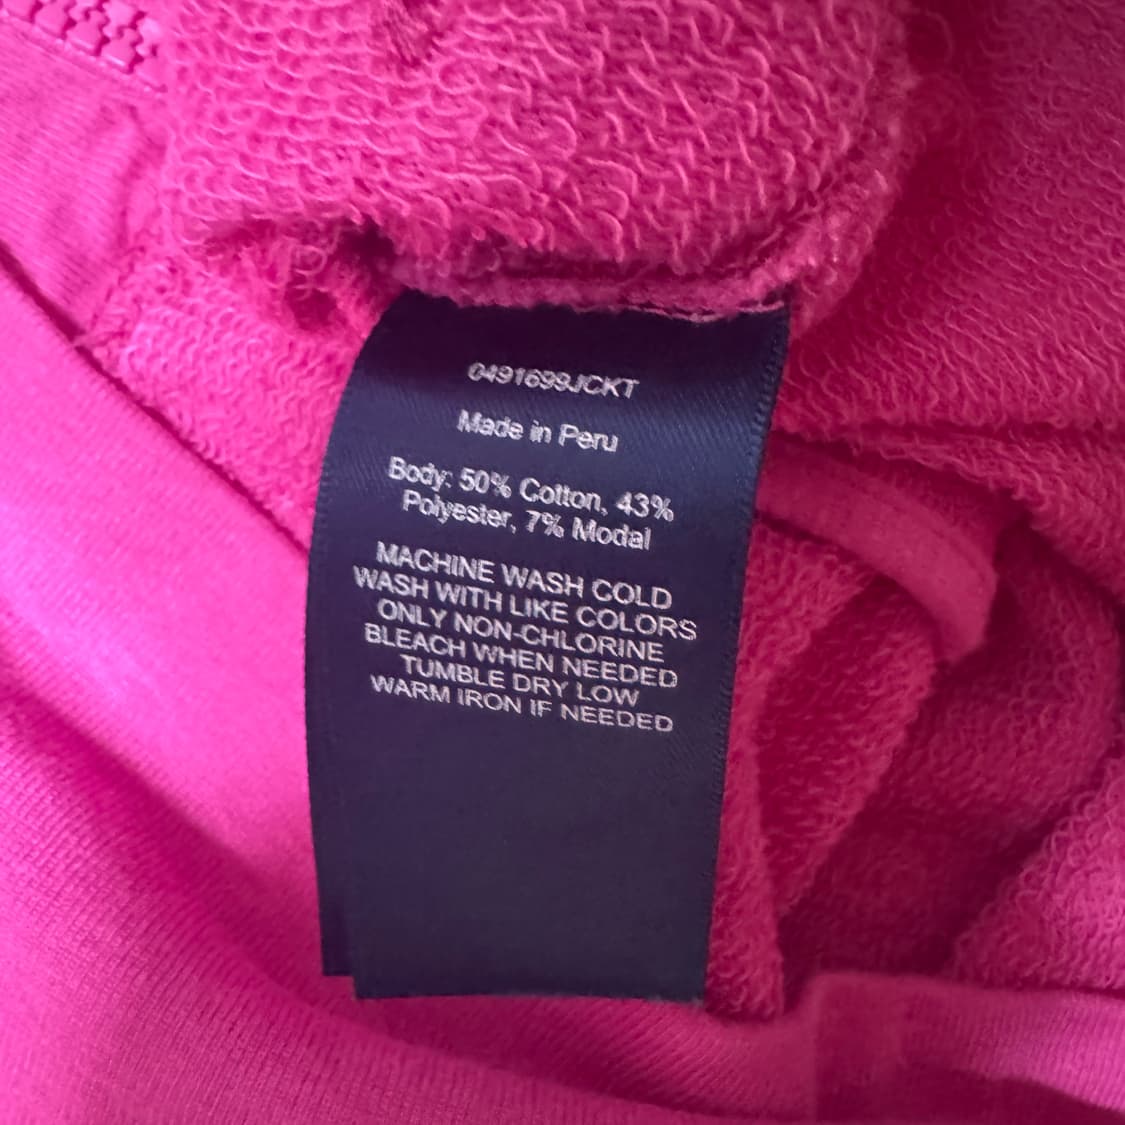 0491699JCKT
Made in Peru
Body: 50% Cotton, 43%
Polyester, 7% Modal
MACHINE WASH COLD
WASH WITH LIKE COLORS
ONLY NON-CHLORINE
BLEACH WHEN NEEDED
TUMBLE DRY LOW
WARM IRON IF NEEDED